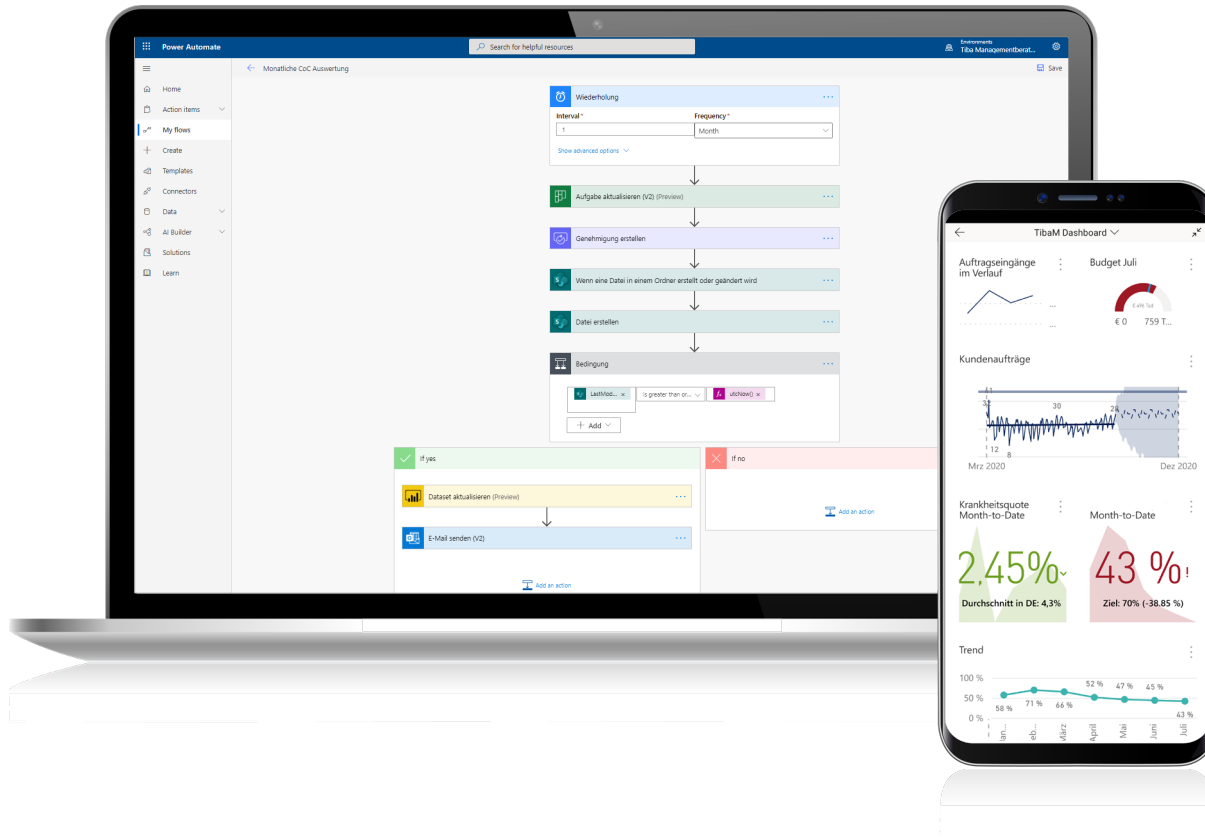 Power Automate
Search for helpful resources
Environments
Tiba Managementberat...
Monatliche CoC Auswertung
Save
Home
Action items
My flows
Create
Templates
Connectors
Data
AI Builder
Solutions
Learn
Wiederholung
Interval * Frequency *
1 Month
Show advanced options
Aufgabe aktualisieren (V2) (Preview)
Genehmigung erstellen
Wenn eine Datei in einem Ordner erstellt oder geändert wird
Datei erstellen
Bedingung
LastMod... × is greater than or... fx utcNow() ×
+ Add
If yes
If no
Dataset aktualisieren (Preview)
E-Mail senden (V2)
Add an action
Add an action
TibaM Dashboard
Auftragseingänge
im Verlauf
Budget Juli
€ 0 759 T...
Kundenaufträge
30
12
8
Mrz 2020 Dez 2020
Krankheitsquote
Month-to-Date
Month-to-Date
2,45%
43 %!
Durchschnitt in DE: 4,3%
Ziel: 70% (-38.85 %)
Trend
100 %
50 %
0 %
58 % 71 % 66 % 52 % 47 % 45 % 43 %
März April Mai Juni Juli